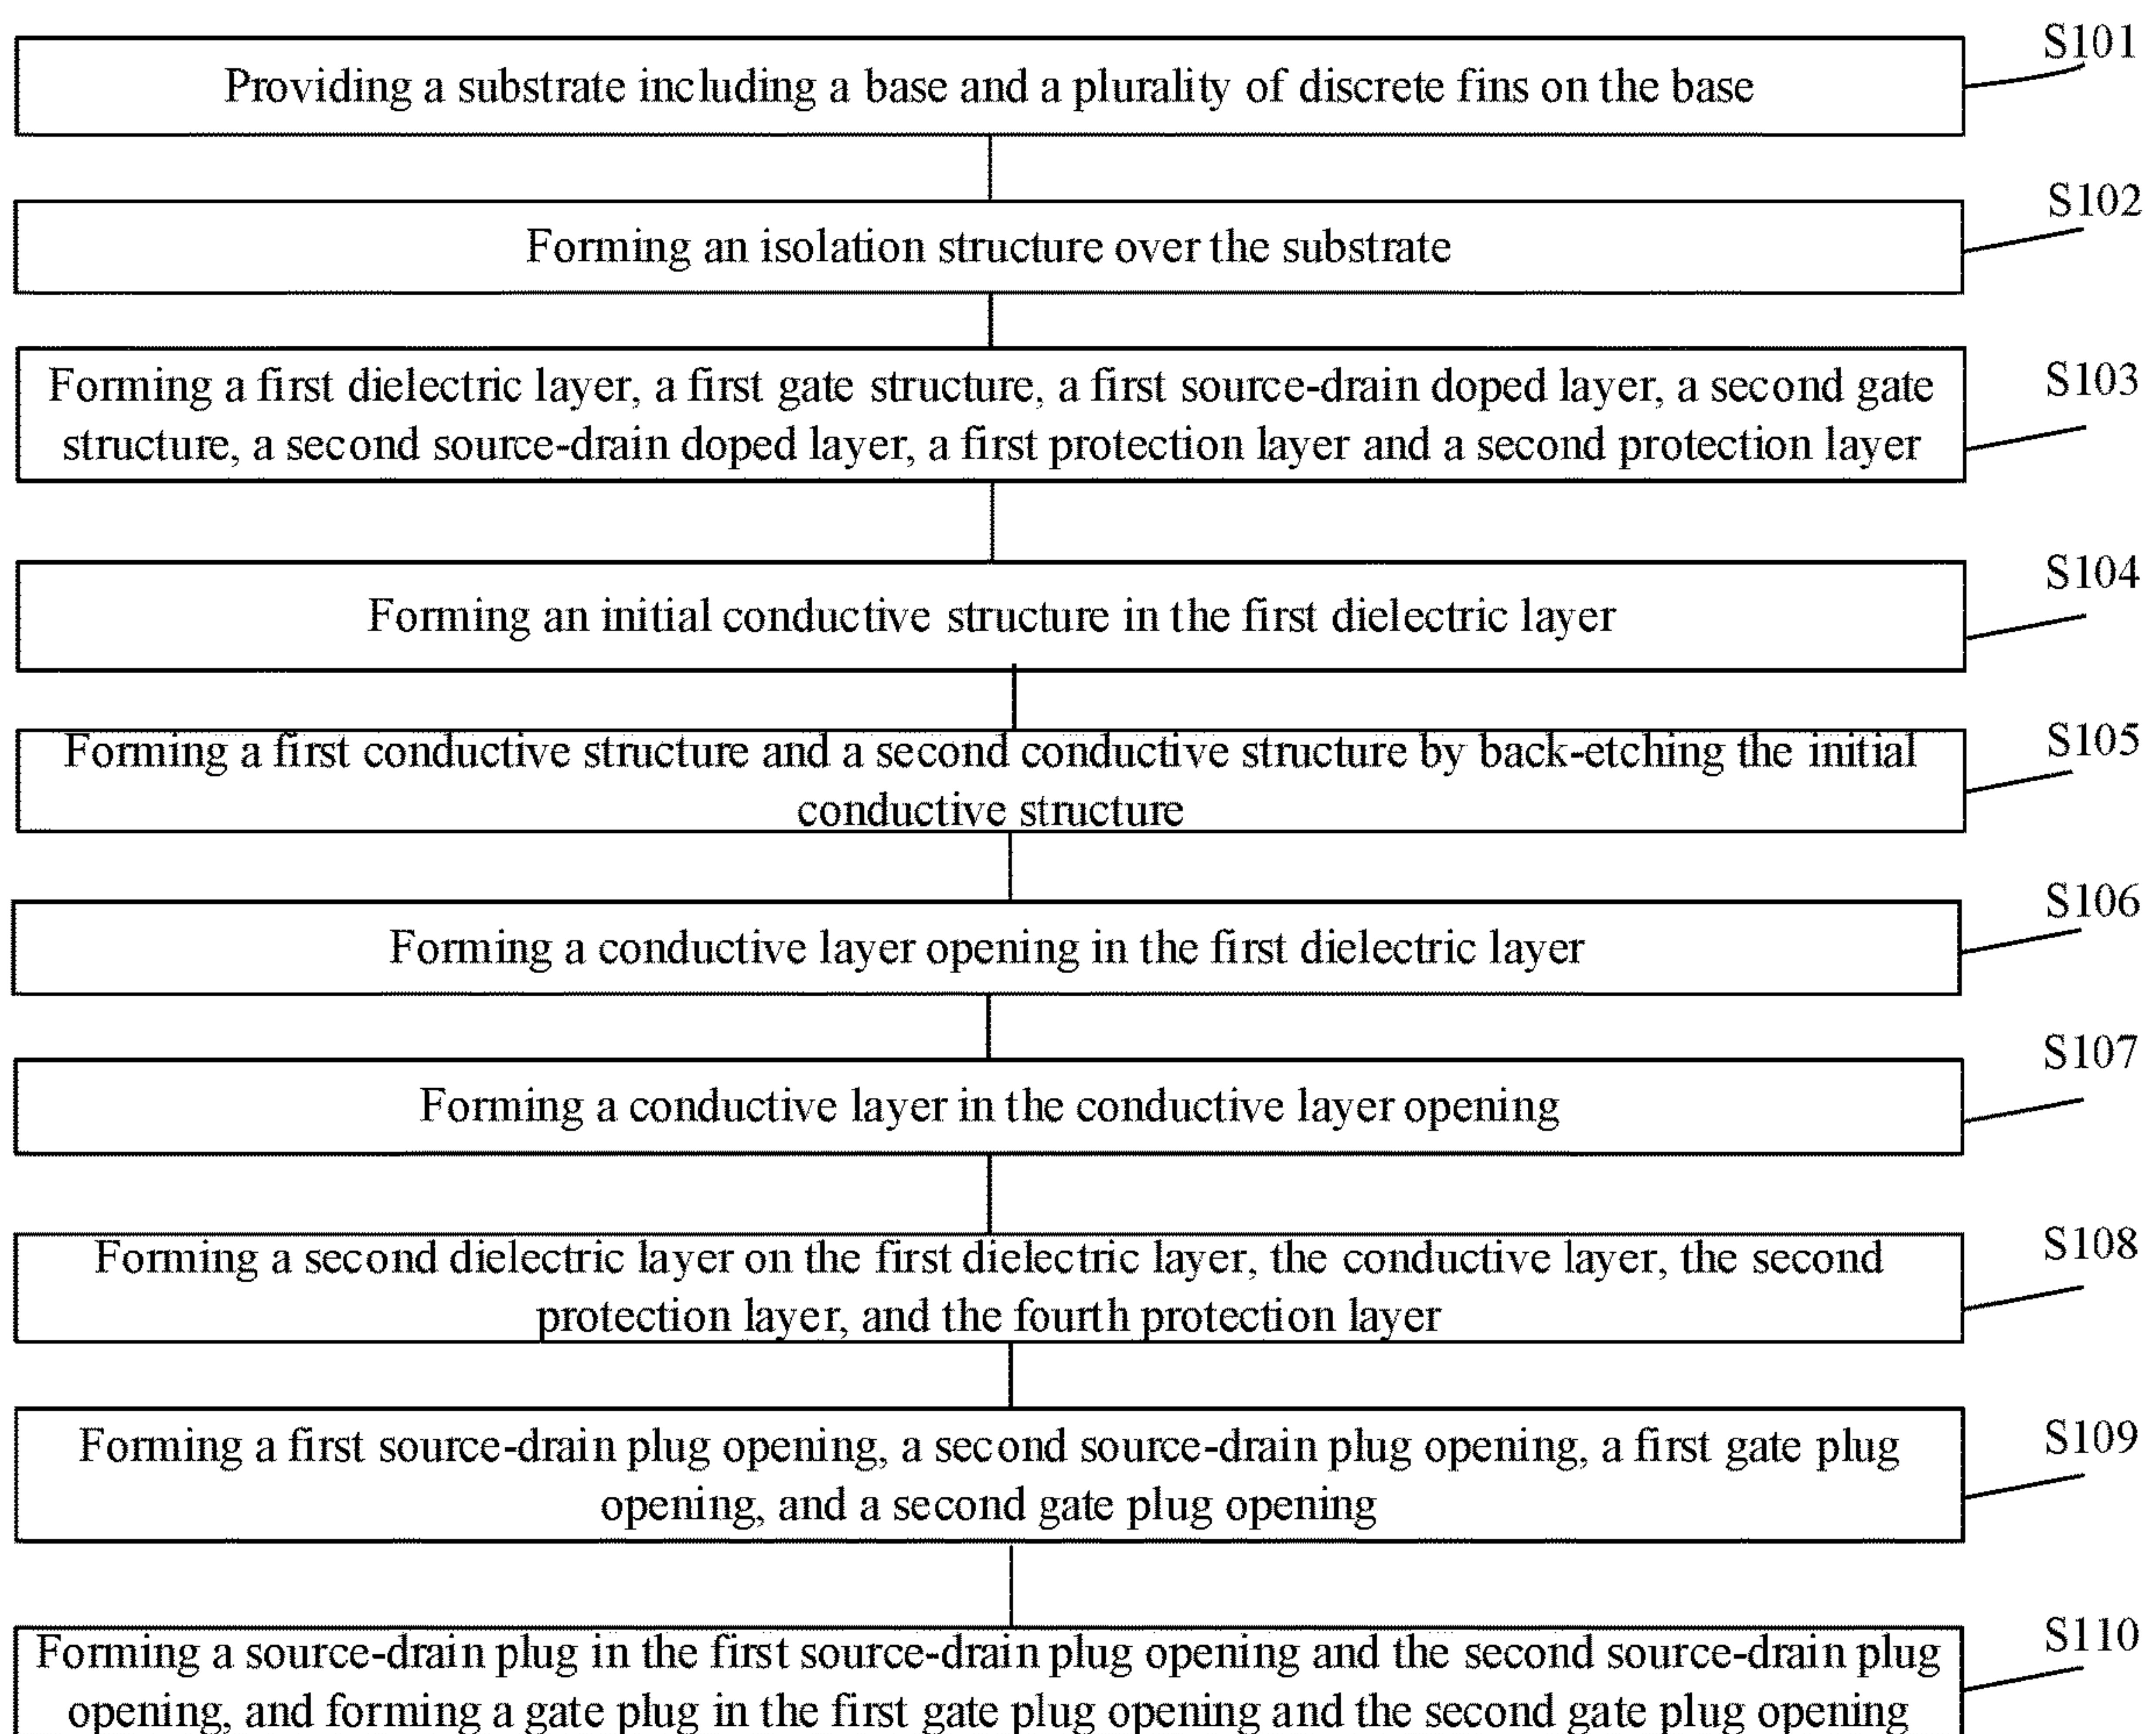 S101
Providing a substrate including a base and a plurality of discrete fins on the base
S102
Forming an isolation structure over the substrate
S103
Forming a first dielectric layer, a first gate structure, a first source-drain doped layer, a second gate
structure, a second source-drain doped layer, a first protection layer and a second protection layer
S104
Forming an initial conductive structure in the first dielectric layer
S105
Forming a first conductive structure and a second conductive structure by back-etching the initial
conductive structure
S106
Forming a conductive layer opening in the first dielectric layer
S107
Forming a conductive layer in the conductive layer opening
S108
Forming a second dielectric layer on the first dielectric layer, the conductive layer, the second
protection layer, and the fourth protection layer
S109
Forming a first source-drain plug opening, a second source-drain plug opening, a first gate plug
opening, and a second gate plug opening
S110
Forming a source-drain plug in the first source-drain plug opening and the second source-drain plug
opening, and forming a gate plug in the first gate plug opening and the second gate plug opening